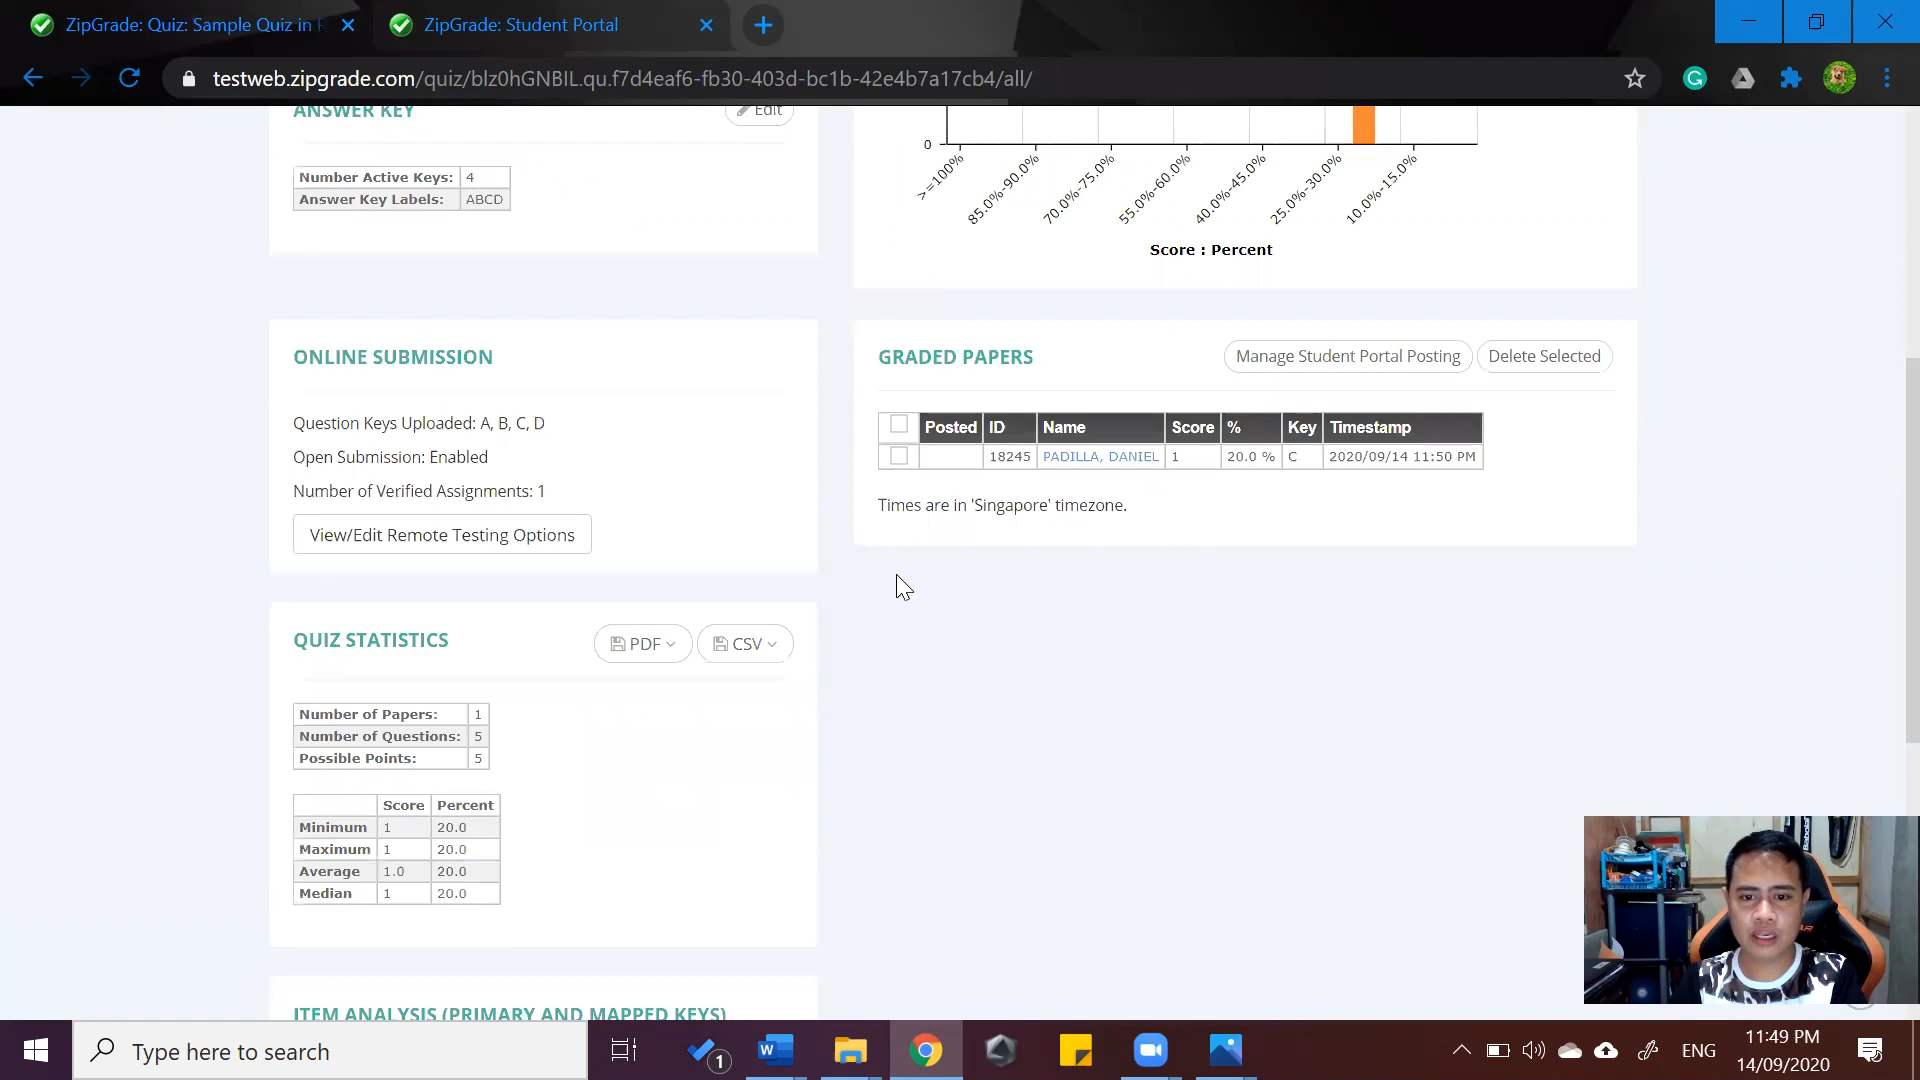 ZipGrade: Quiz: Sample Quiz in
ZipGrade: Student Portal
testweb.zipgrade.com/quiz/blz0hGNBIL.qu.f7d4eaf6-fb30-403d-bc1b-42e4b7a17cb4/all/
ANSWER KEY
Edit
Number Active Keys: 4
Answer Key Labels: ABCD
0
>=100% 85.0%-90.0% 70.0%-75.0% 55.0%-60.0% 40.0%-45.0% 25.0%-30.0% 10.0%-15.0%
Score : Percent
ONLINE SUBMISSION
Question Keys Uploaded: A, B, C, D
Open Submission: Enabled
Number of Verified Assignments: 1
View/Edit Remote Testing Options
GRADED PAPERS
Manage Student Portal Posting
Delete Selected
Posted ID Name Score % Key Timestamp
18245 PADILLA, DANIEL 1 20.0 % C 2020/09/14 11:50 PM
Times are in 'Singapore' timezone.
QUIZ STATISTICS
PDF
CSV
Number of Papers: 1
Number of Questions: 5
Possible Points: 5
Score Percent
Minimum 1 20.0
Maximum 1 20.0
Average 1.0 20.0
Median 1 20.0
ITEM ANALYSIS (PRIMARY AND MAPPED KEYS)
Type here to search
1
ENG
11:49 PM
14/09/2020